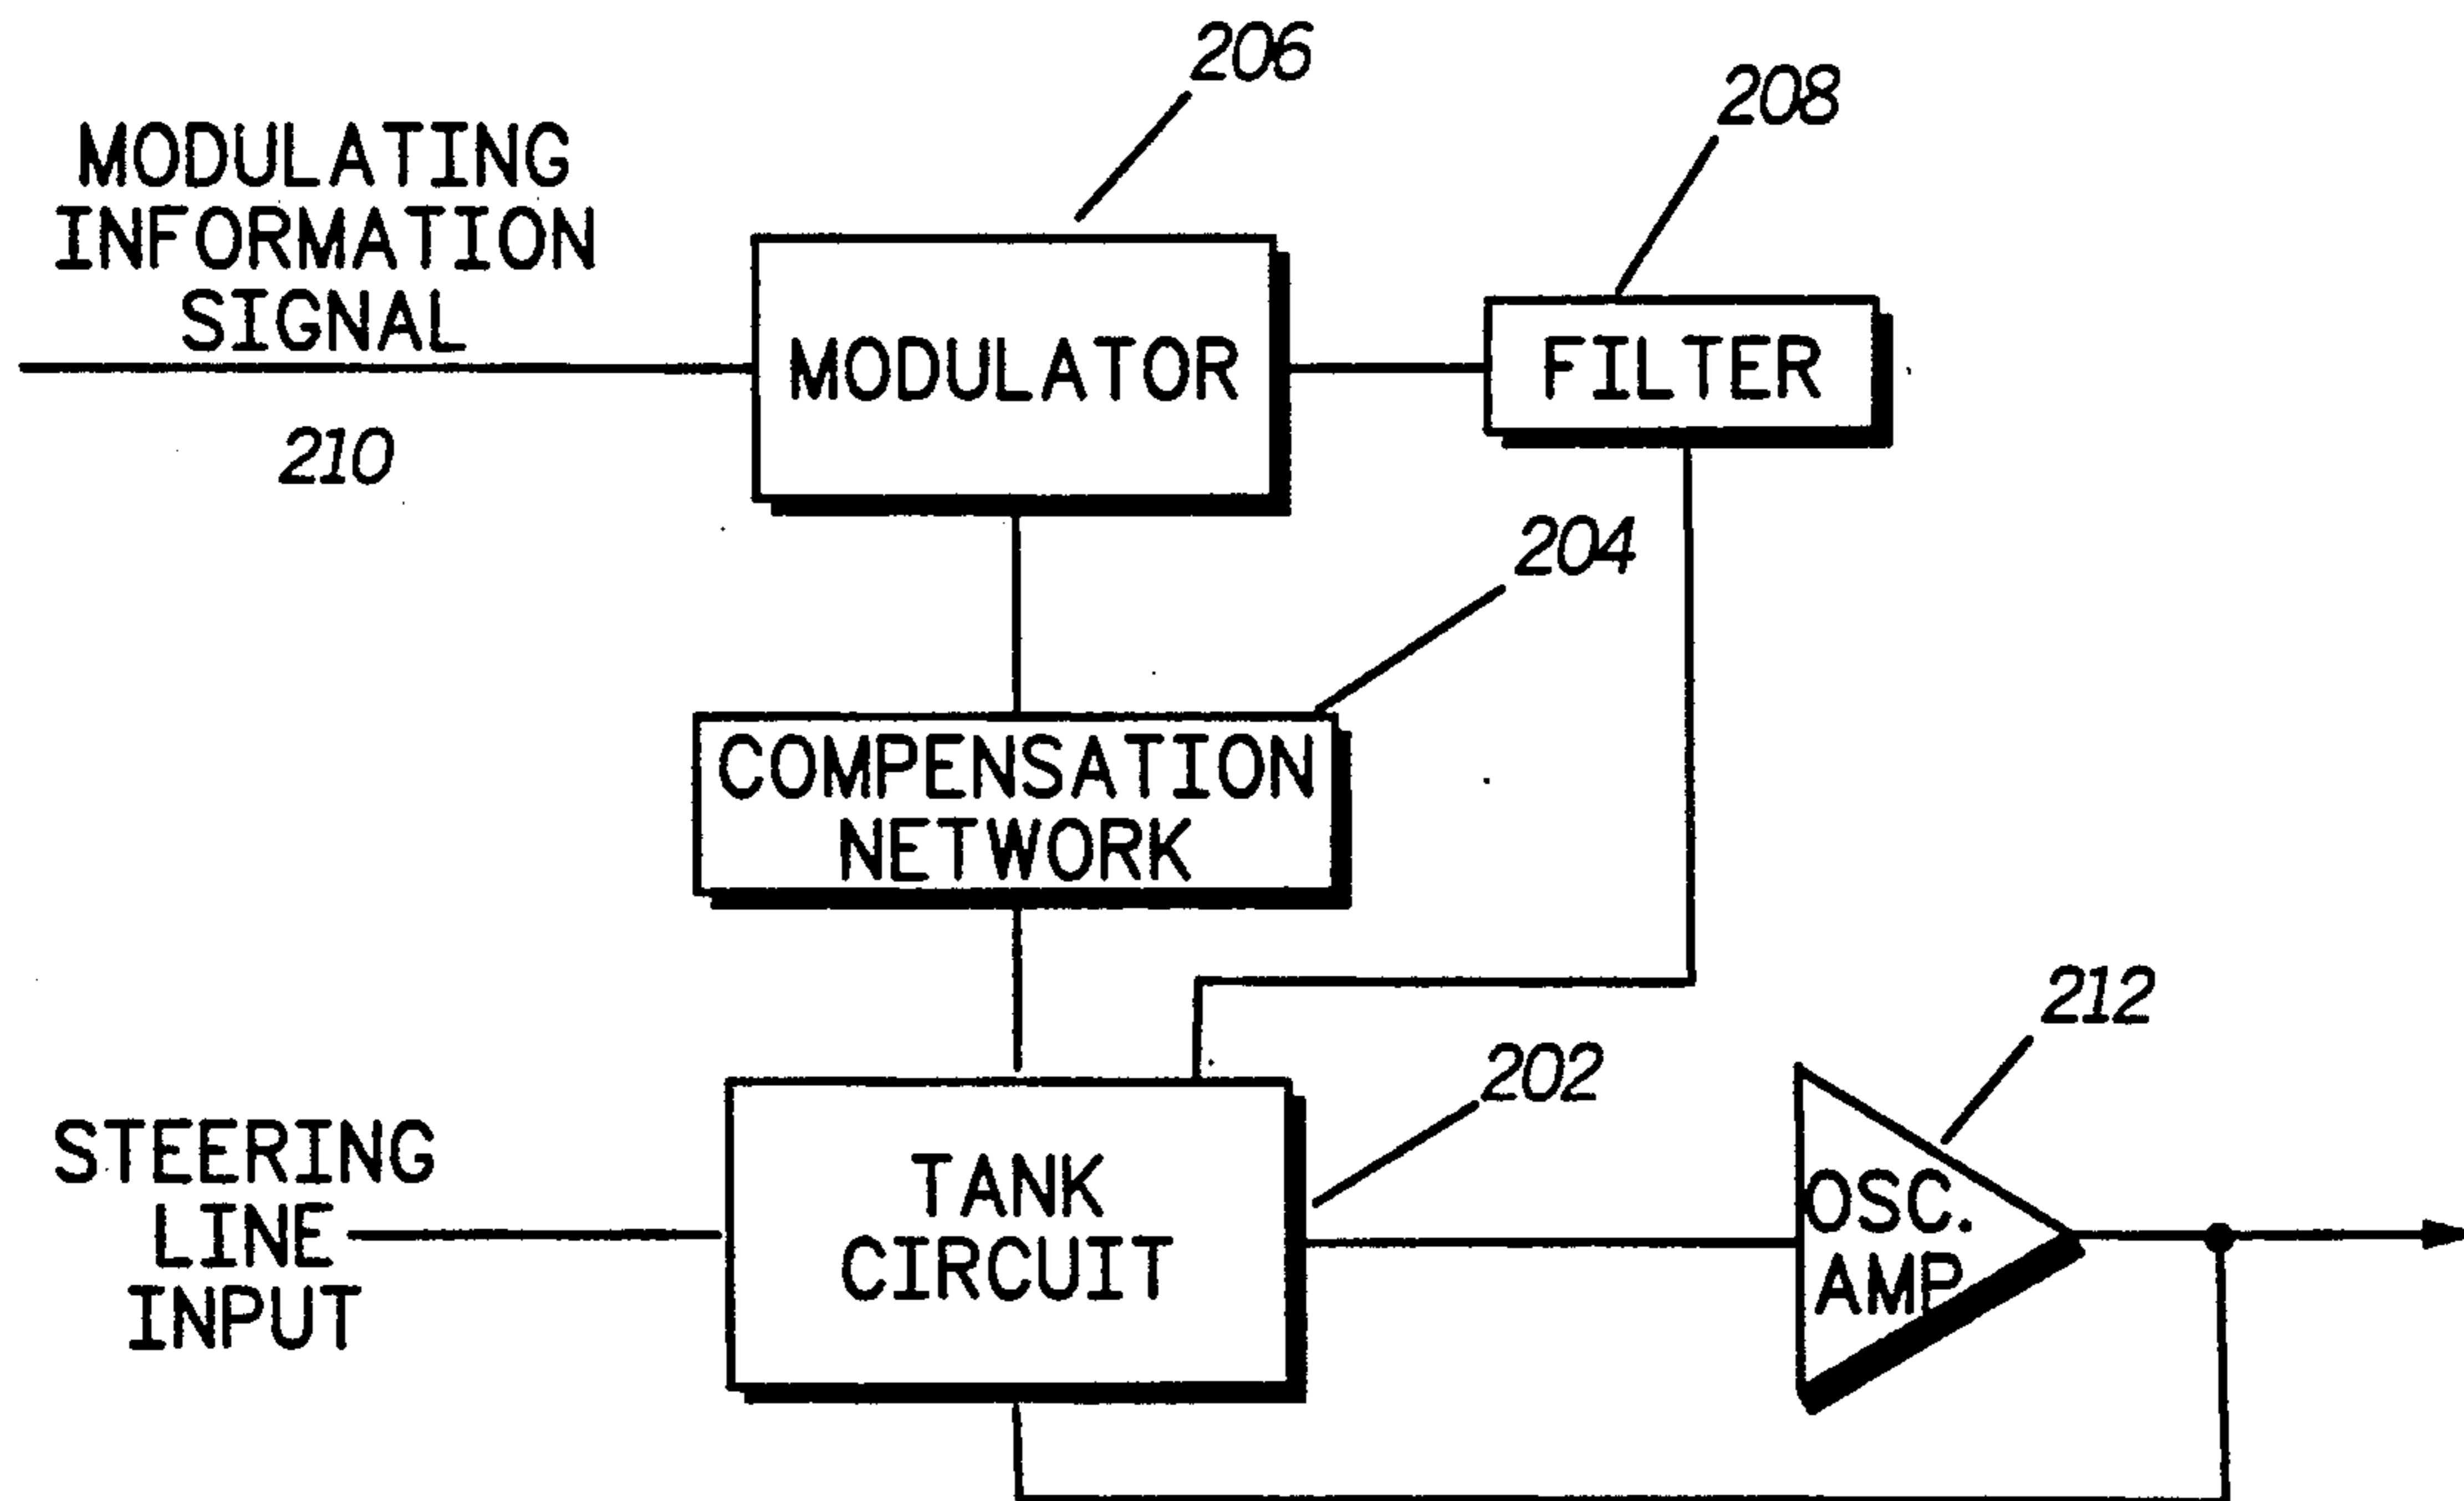 206
208
MODULATING
INFORMATION
SIGNAL
210
MODULATOR
FILTER
204
COMPENSATION
NETWORK
212
202
STEERING
LINE
INPUT
TANK
CIRCUIT
OSC.
AMP